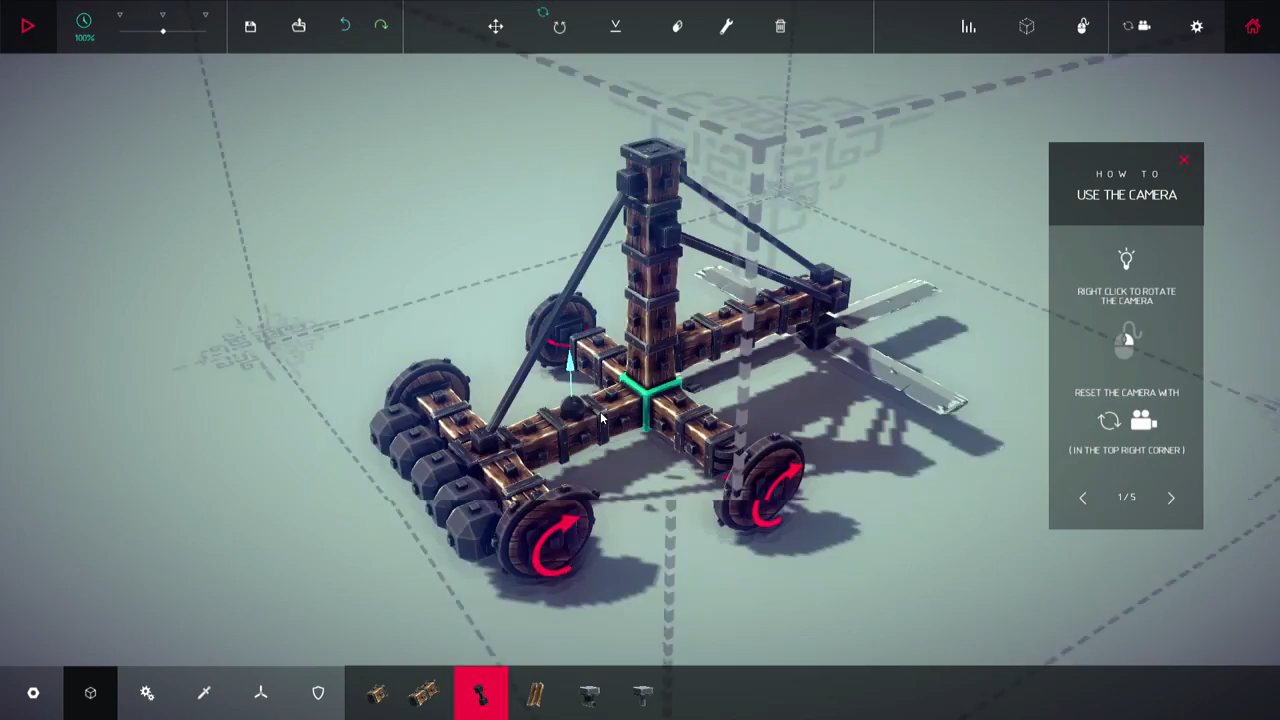 100%
HOW TO
USE THE CAMERA
RIGHT CLICK TO ROTATE
THE CAMERA
RESET THE CAMERA WITH
( IN THE TOP RIGHT CORNER )
1/5